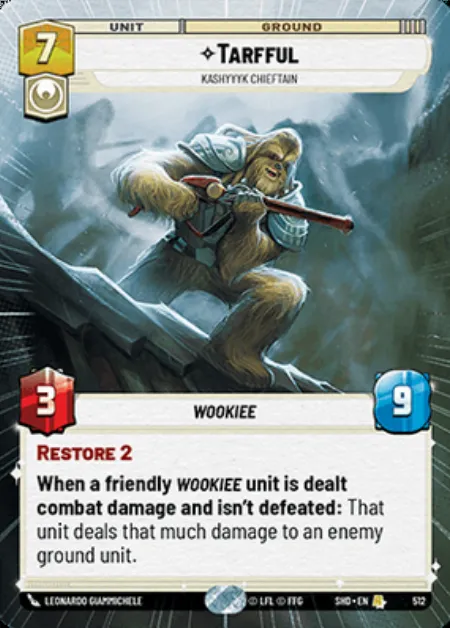 UNIT GROUND
7
✧TARFFUL
KASHYYYK CHIEFTAIN
3
WOOKIEE
9
RESTORE 2
When a friendly WOOKIEE unit is dealt
combat damage and isn't defeated: That
unit deals that much damage to an enemy
ground unit.
LEONARDO GIAMMICHELE © LFL © FFG SHD•EN 512